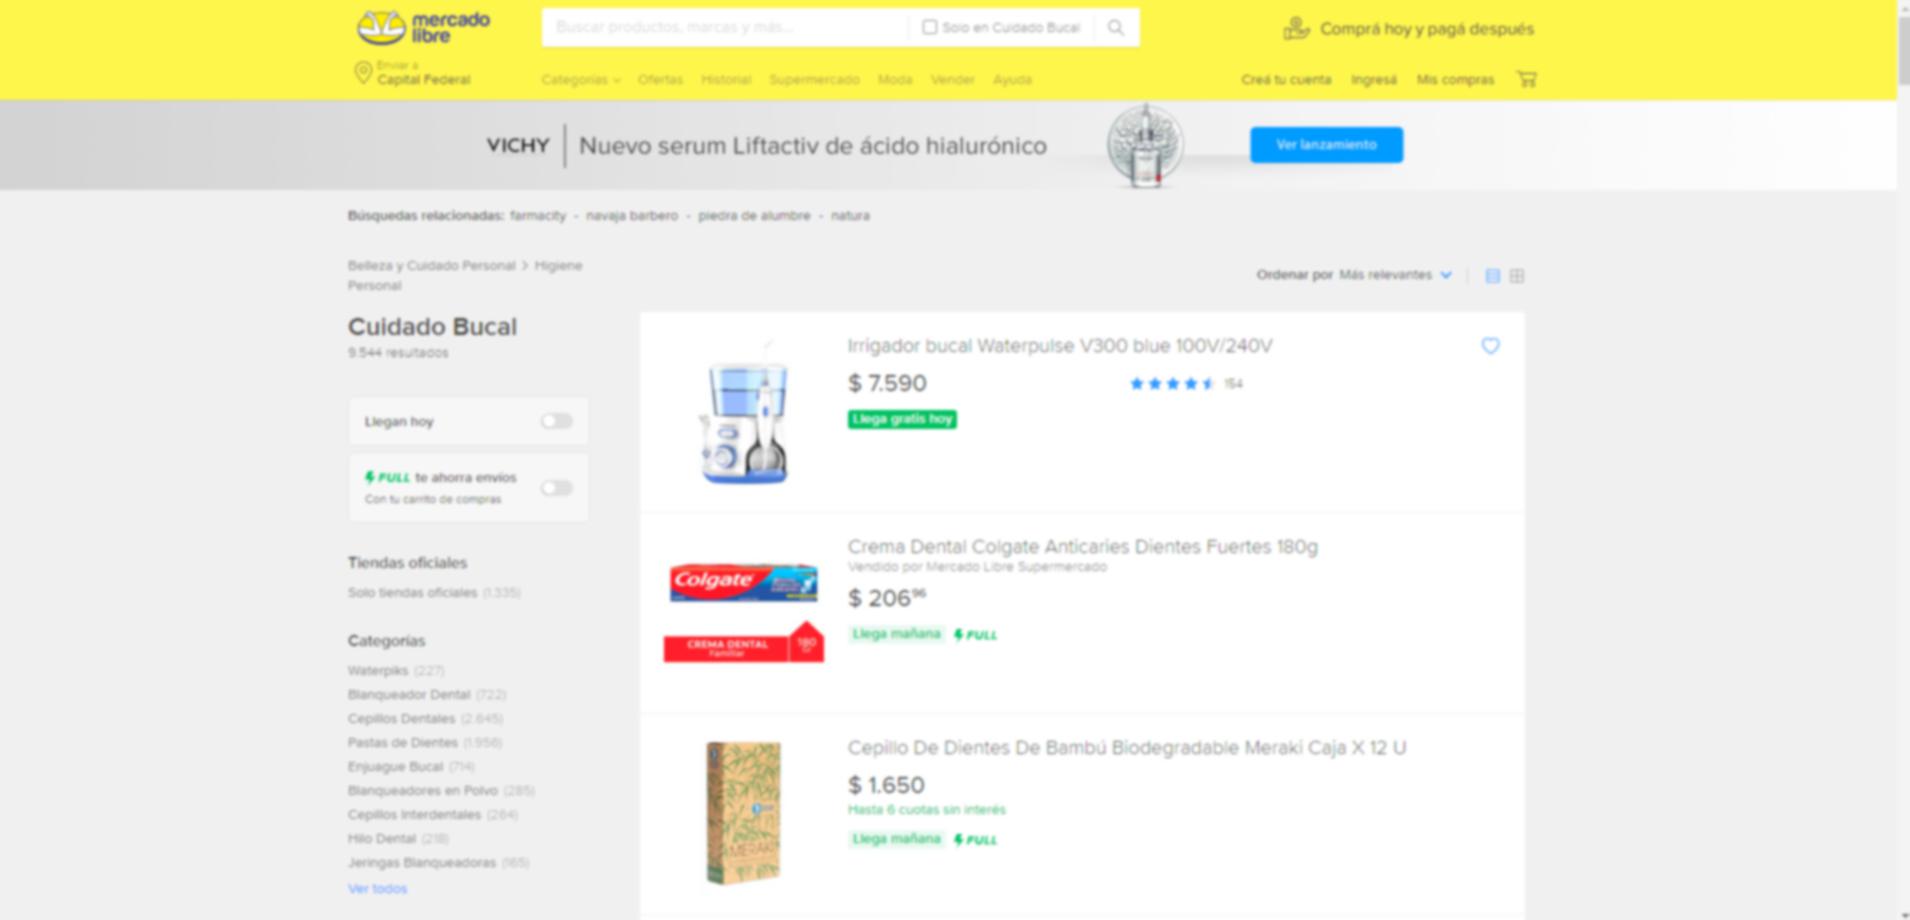 mercado libre
Buscar productos, marcas y más...
Solo en Cuidado Bucal
Comprá hoy y pagá después
Enviar a
Capital Federal
Categorías Ofertas Historial Supermercado Moda Vender Ayuda
Creá tu cuenta Ingresá Mis compras
VICHY Nuevo serum Liftactiv de ácido hialurónico Ver lanzamiento
Búsquedas relacionadas: farmacity - navaja barbero - piedra de alumbre - natura
Belleza y Cuidado Personal > Higiene
Personal
Ordenar por Más relevantes
Cuidado Bucal
9.544 resultados
Llegan hoy
FULL te ahorra envíos
Con tu carrito de compras
Tiendas oficiales
Solo tiendas oficiales (1.335)
Categorías
Waterpiks (227)
Blanqueador Dental (722)
Cepillos Dentales (2.645)
Pastas de Dientes (1.956)
Enjuague Bucal (714)
Blanqueadores en Polvo (285)
Cepillos Interdentales (264)
Hilo Dental (218)
Jeringas Blanqueadoras (165)
Ver todos
Irrigador bucal Waterpulse V300 blue 100V/240V
$ 7.590
154
Llega gratis hoy
Colgate
CREMA DENTAL
Familiar
180
Crema Dental Colgate Anticaries Dientes Fuertes 180g
Vendido por Mercado Libre Supermercado
$ 206 96
Llega mañana FULL
MERAKI
Cepillo De Dientes De Bambú Biodegradable Meraki Caja X 12 U
$ 1.650
Hasta 6 cuotas sin interés
Llega mañana FULL